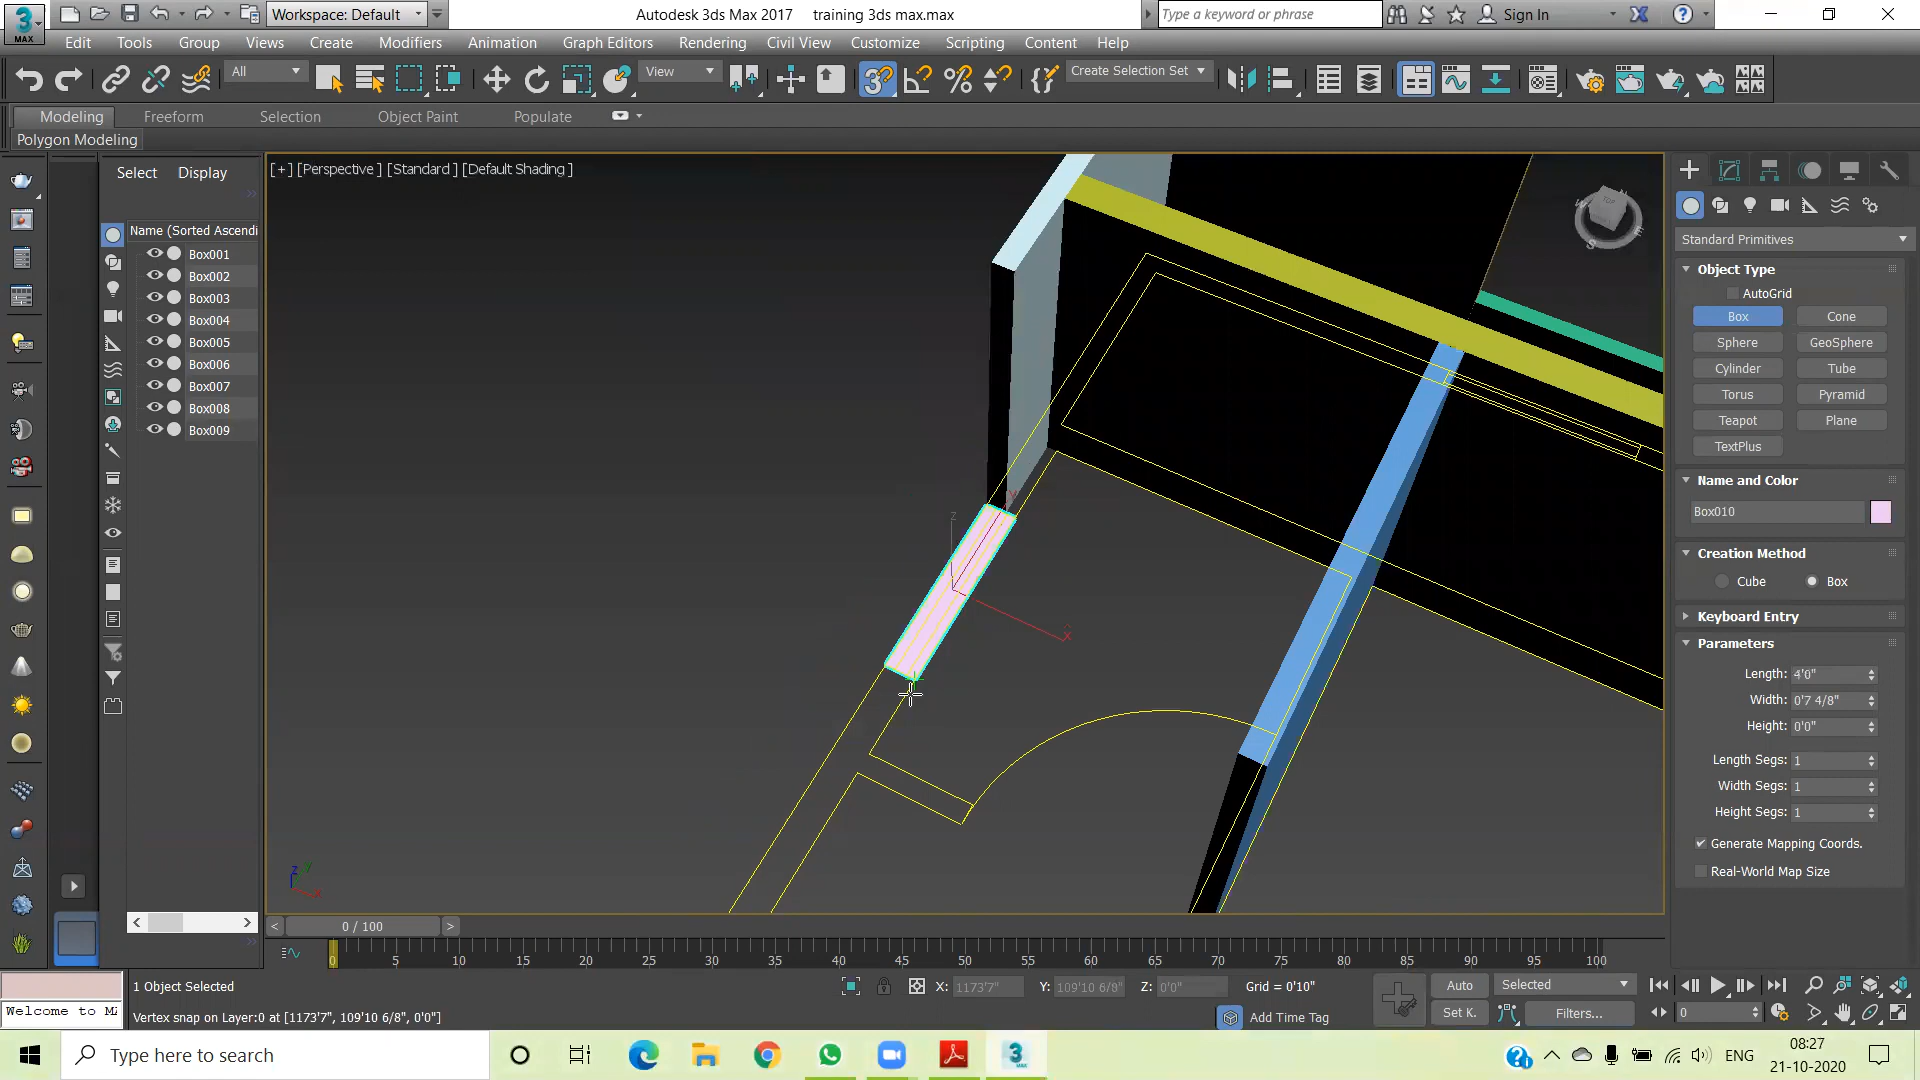 3 MAX
Workspace: Default
Autodesk 3ds Max 2017 training 3ds max.max
Type a keyword or phrase
Sign In
Edit Tools Group Views Create Modifiers Animation Graph Editors Rendering Civil View Customize Scripting Content Help
All
View
Create Selection Set
Modeling Freeform Selection Object Paint Populate
Polygon Modeling
Select Display
Name (Sorted Ascendi
Box001
Box002
Box003
Box004
Box005
Box006
Box007
Box008
Box009
[+] [Perspective ] [Standard ] [Default Shading ]
Standard Primitives
Object Type
AutoGrid
Box Cone
Sphere GeoSphere
Cylinder Tube
Torus Pyramid
Teapot Plane
TextPlus
Name and Color
Box010
Creation Method
Cube Box
Keyboard Entry
Parameters
Length: 4'0"
Width: 0'7 4/8"
Height: 0'0"
Length Segs: 1
Width Segs: 1
Height Segs: 1
Generate Mapping Coords.
Real-World Map Size
0 / 100
0 5 10 15 20 25 30 35 40 45 50 55 60 65 70 75 80 85 90 95 100
1 Object Selected
X: 1173'7" Y: 109'10 6/8" Z: 0'0" Grid = 0'10"
Auto Selected
Welcome to MA
Vertex snap on Layer:0 at [1173'7", 109'10 6/8", 0'0"]
Add Time Tag
Set K. Filters... 0
Type here to search
ENG
08:27
21-10-2020